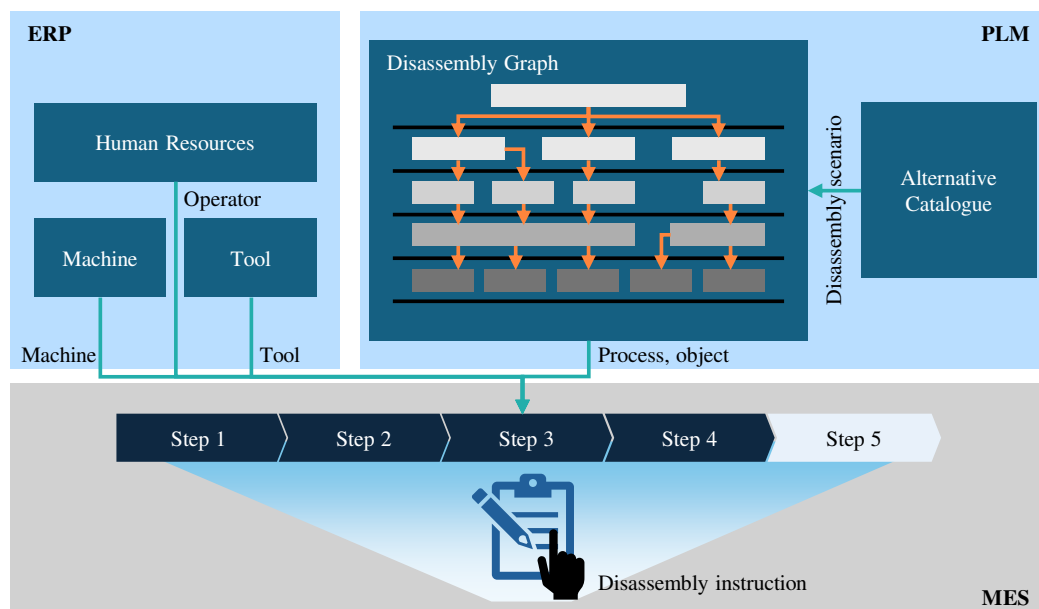 ERP
PLM
Disassembly Graph
Human Resources
Operator
Machine
Tool
Disassembly scenario
Alternative
Catalogue
Machine
Tool
Process, object
Step 1
Step 2
Step 3
Step 4
Step 5
Disassembly instruction
MES